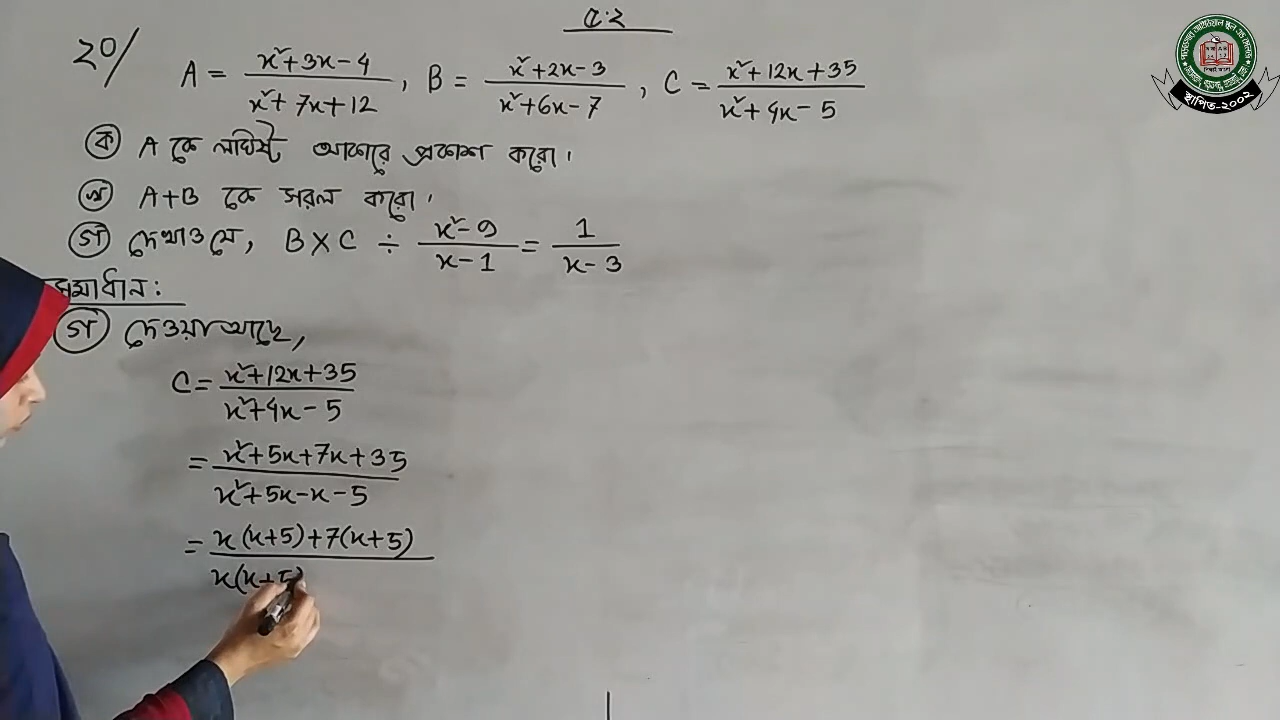 ৫.২
২০/ A = x²+3x-4 / x²+7x+12 , B = x²+2x-3 / x²+6x-7 , C = x²+12x+35 / x²+4x-5
ক A কে লঘিষ্ট আকারে প্রকাশ করো।
খ A+B কে সরল করো।
গ দেখাও যে, B×C ÷ x²-9 / x-1 = 1 / x-3
সমাধান:
গ দেওয়া আছে,
C = x²+12x+35 / x²+4x-5
= x²+5x+7x+35 / x²+5x-x-5
= x(x+5)+7(x+5) / x(x+5)
স্থাপিত-২০০২